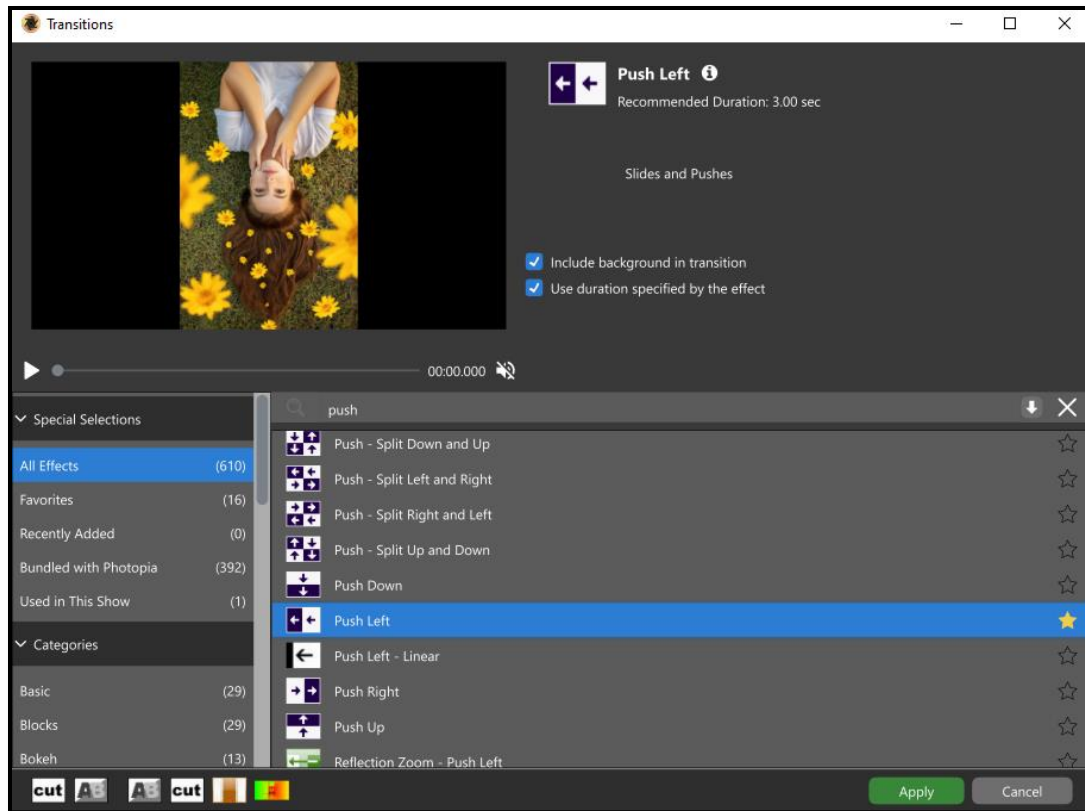 Transitions
Push Left
Recommended Duration: 3.00 sec
Slides and Pushes
Include background in transition
Use duration specified by the effect
00:00.000
Special Selections
All Effects (610)
Favorites (16)
Recently Added (0)
Bundled with Photopia (392)
Used in This Show (1)
Categories
Basic (29)
Blocks (29)
Bokeh (13)
push
Push - Split Down and Up
Push - Split Left and Right
Push - Split Right and Left
Push - Split Up and Down
Push Down
Push Left
Push Left - Linear
Push Right
Push Up
Reflection Zoom - Push Left
cut AB AB cut
Apply Cancel